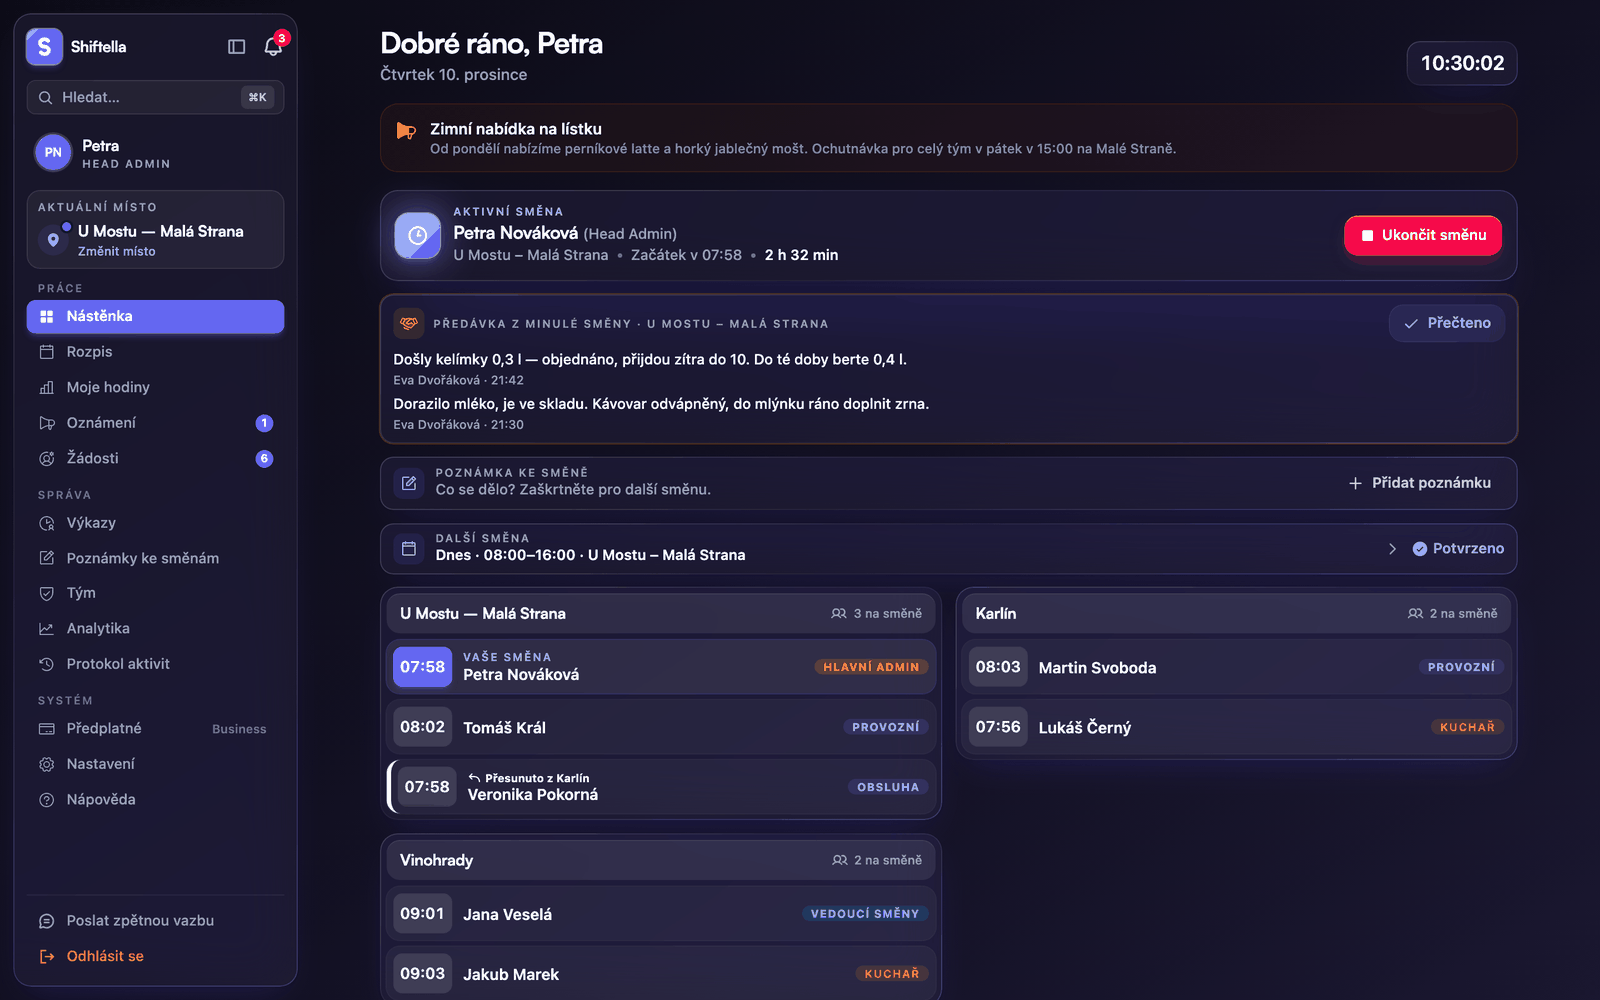 S Shiftella 3
Hledat... ⌘K
PN Petra
HEAD ADMIN
AKTUÁLNÍ MÍSTO
U Mostu — Malá Strana
Změnit místo
PRÁCE
Nástěnka
Rozpis
Moje hodiny
Oznámení 1
Žádosti 6
SPRÁVA
Výkazy
Poznámky ke směnám
Tým
Analytika
Protokol aktivit
SYSTÉM
Předplatné Business
Nastavení
Nápověda
Poslat zpětnou vazbu
Odhlásit se
Dobré ráno, Petra
Čtvrtek 10. prosince
10:30:02
Zimní nabídka na lístku
Od pondělí nabízíme perníkové latte a horký jablečný mošt. Ochutnávka pro celý tým v pátek v 15:00 na Malé Straně.
AKTIVNÍ SMĚNA
Petra Nováková (Head Admin)
U Mostu – Malá Strana • Začátek v 07:58 • 2 h 32 min
Ukončit směnu
PŘEDÁVKA Z MINULÉ SMĚNY · U MOSTU – MALÁ STRANA
Přečteno
Došly kelímky 0,3 l — objednáno, přijdou zítra do 10. Do té doby berte 0,4 l.
Eva Dvořáková · 21:42
Dorazilo mléko, je ve skladu. Kávovar odvápněný, do mlýnku ráno doplnit zrna.
Eva Dvořáková · 21:30
POZNÁMKA KE SMĚNĚ
Co se dělo? Zaškrtněte pro další směnu.
Přidat poznámku
DALŠÍ SMĚNA
Dnes · 08:00–16:00 · U Mostu – Malá Strana
Potvrzeno
U Mostu — Malá Strana 3 na směně
07:58 VAŠE SMĚNA
Petra Nováková HLAVNÍ ADMIN
08:02 Tomáš Král PROVOZNÍ
07:58 Přesunuto z Karlín
Veronika Pokorná OBSLUHA
Karlín 2 na směně
08:03 Martin Svoboda PROVOZNÍ
07:56 Lukáš Černý KUCHAŘ
Vinohrady 2 na směně
09:01 Jana Veselá VEDOUCÍ SMĚNY
09:03 Jakub Marek KUCHAŘ